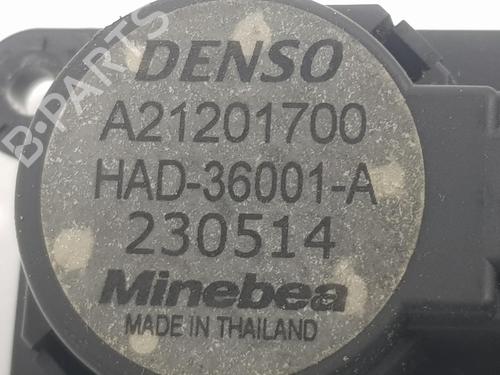 DENSO
A21201700
HAD-36001-A
230514
Minebea
MADE IN THAILAND
B-PARTS